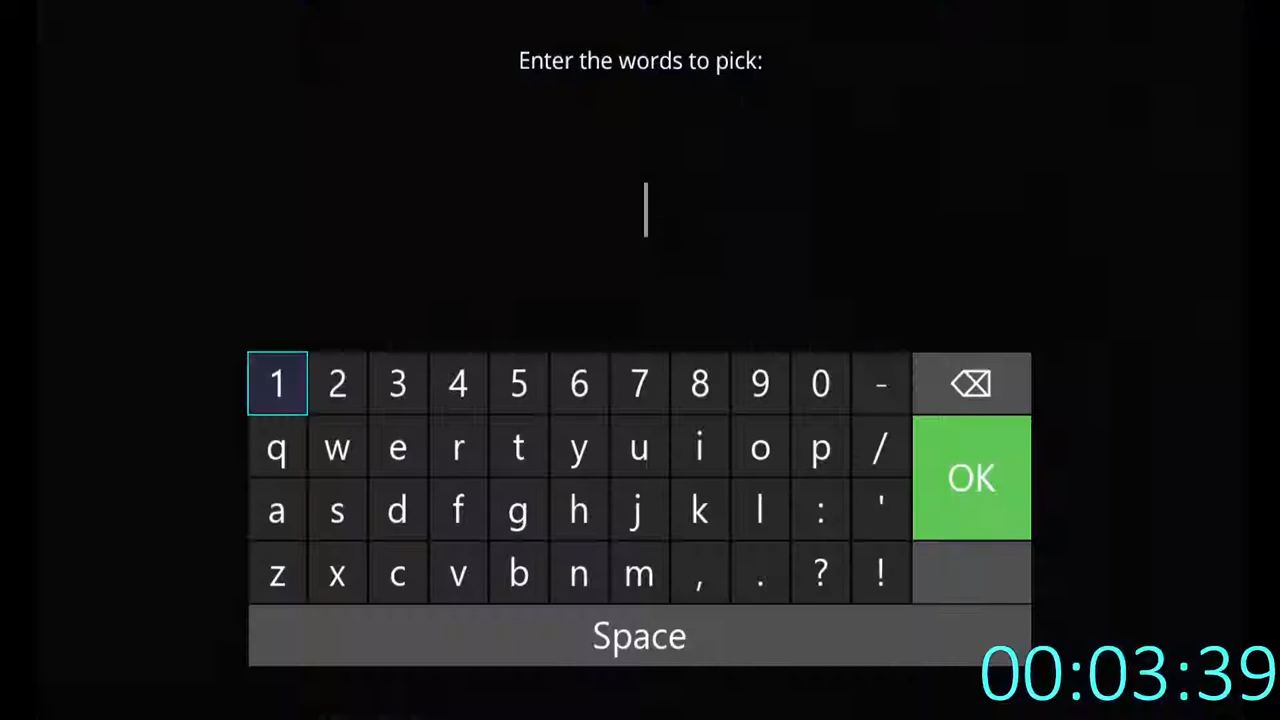 Enter the words to pick:
1 2 3 4 5 6 7 8 9 0 - ⌫
q w e r t y u i o p /
OK
a s d f g h j k l : '
z x c v b n m , . ? !
Space
00:03:39